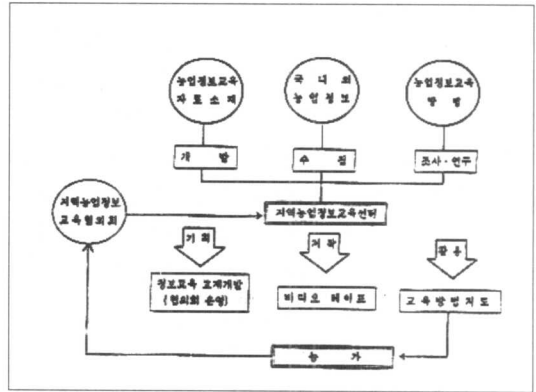 농업정보교육
자료소재
국내외
농업정보
농업정보교육
방법
개 발
수 집
조사·연구
지역농업정보
교육협의회
지역농업정보교육센터
기획
제작
활용
정보육 교재개발
(협의회 운영)
비디오 테이프
교육방법지도
농 가